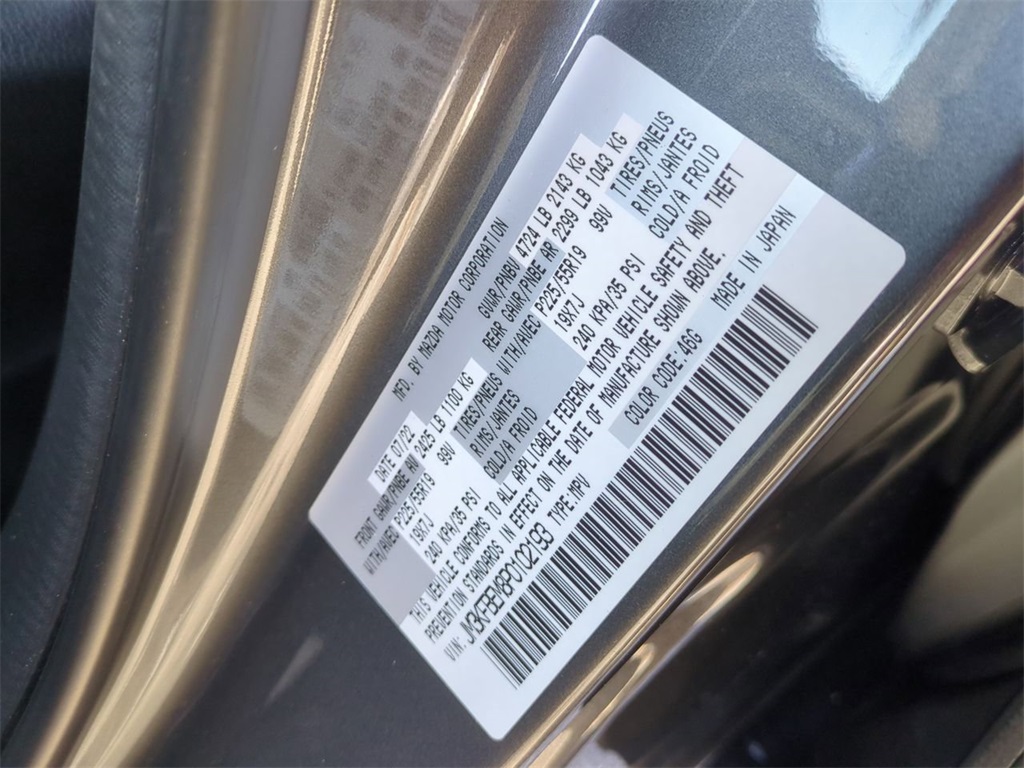 MFD. BY MAZDA MOTOR CORPORATION
DATE 07/22 GVWR/PNBV 4724 LB 2143 KG
FRONT GAWR/PNBE AV 2425 LB 1100 KG REAR GAWR/PNBE AR 2299 LB 1043 KG
WITH/AVEC P225/55R19 99V TIRES/PNEUS WITH/AVEC P225/55R19 99V TIRES/PNEUS
19X7J RIMS/JANTES 19X7J RIMS/JANTES
240 KPA/35 PSI COLD/A FROID 240 KPA/35 PSI COLD/A FROID
THIS VEHICLE CONFORMS TO ALL APPLICABLE FEDERAL MOTOR VEHICLE SAFETY AND THEFT
PREVENTION STANDARDS IN EFFECT ON THE DATE OF MANUFACTURE SHOWN ABOVE.
VIN: TYPE:MPV COLOR CODE:46G MADE IN JAPAN